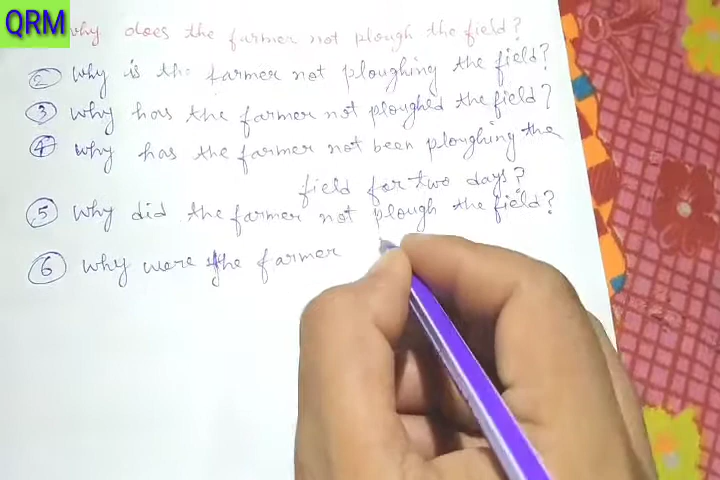 QRM
why does the farmer not plough the field?
② why is the farmer not ploughing the field?
③ why has the farmer not ploughed the field?
④ why has the farmer not been ploughing the
field for two days?
⑤ why did the farmer not plough the field?
⑥ why were the farmer